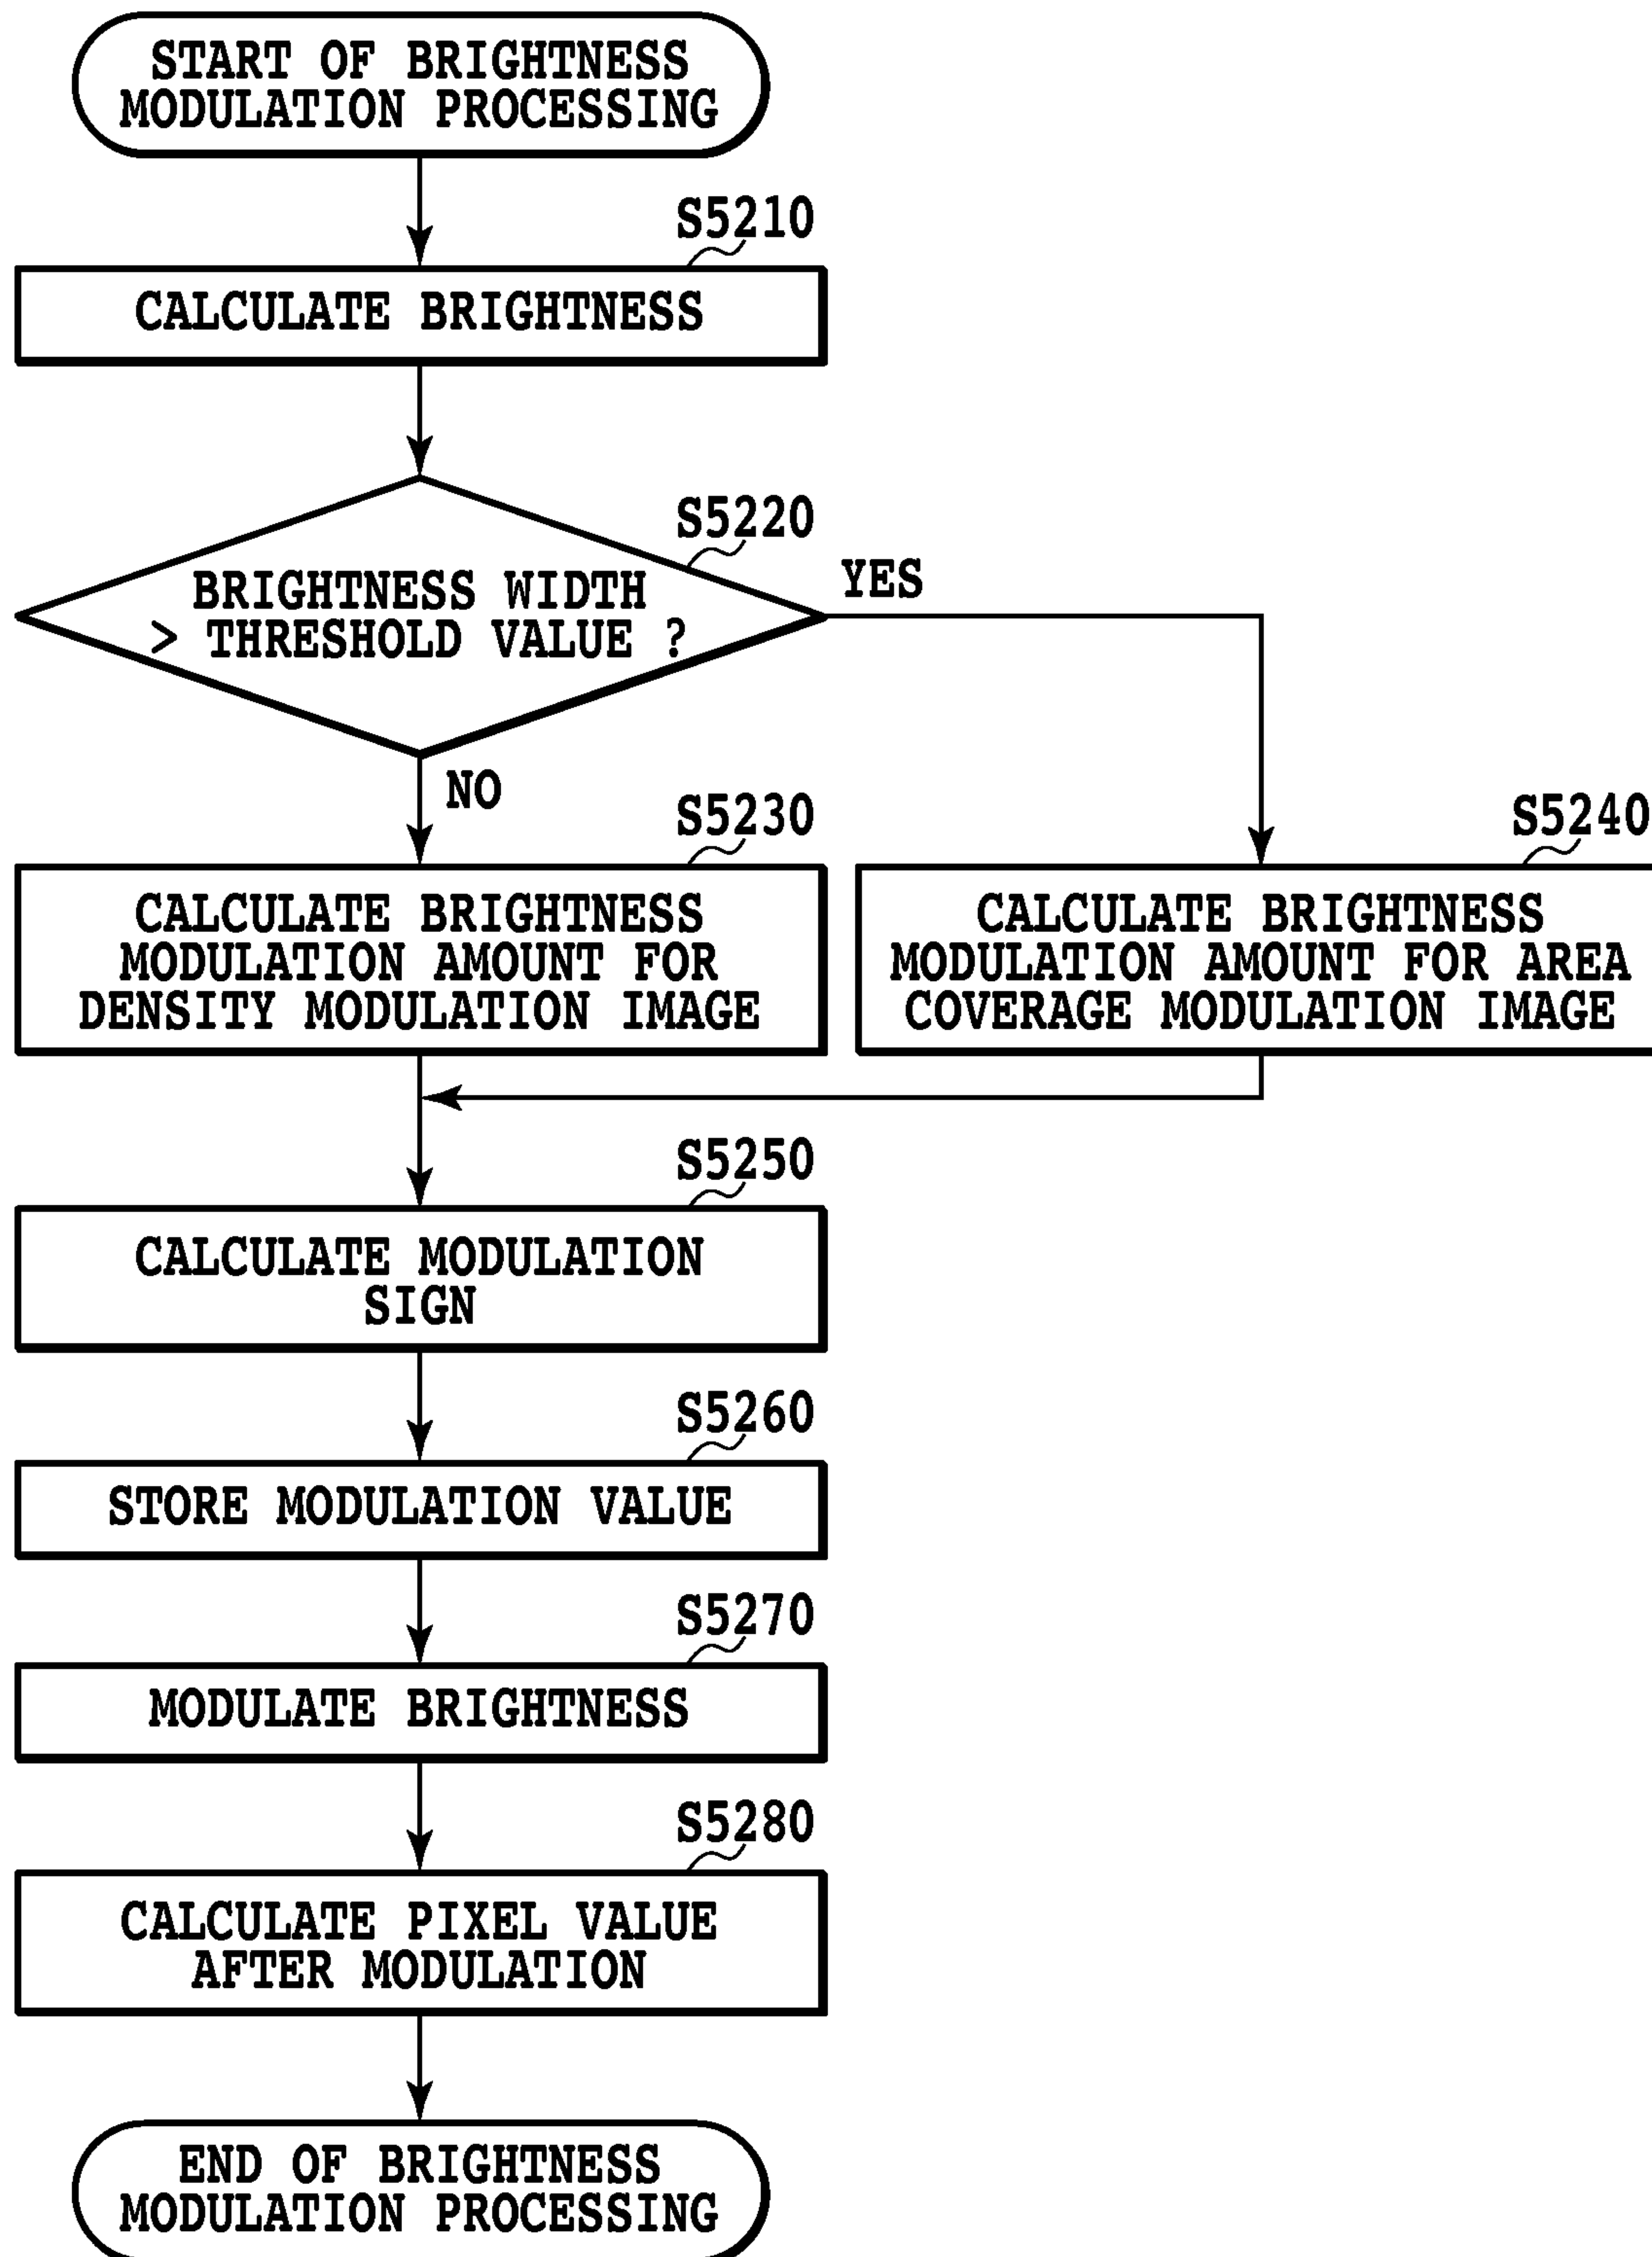 START OF BRIGHTNESS
MODULATION PROCESSING
S5210
CALCULATE BRIGHTNESS
S5220
BRIGHTNESS WIDTH
> THRESHOLD VALUE ?
YES
NO
S5230
CALCULATE BRIGHTNESS
MODULATION AMOUNT FOR
DENSITY MODULATION IMAGE
S5240
CALCULATE BRIGHTNESS
MODULATION AMOUNT FOR AREA
COVERAGE MODULATION IMAGE
S5250
CALCULATE MODULATION
SIGN
S5260
STORE MODULATION VALUE
S5270
MODULATE BRIGHTNESS
S5280
CALCULATE PIXEL VALUE
AFTER MODULATION
END OF BRIGHTNESS
MODULATION PROCESSING